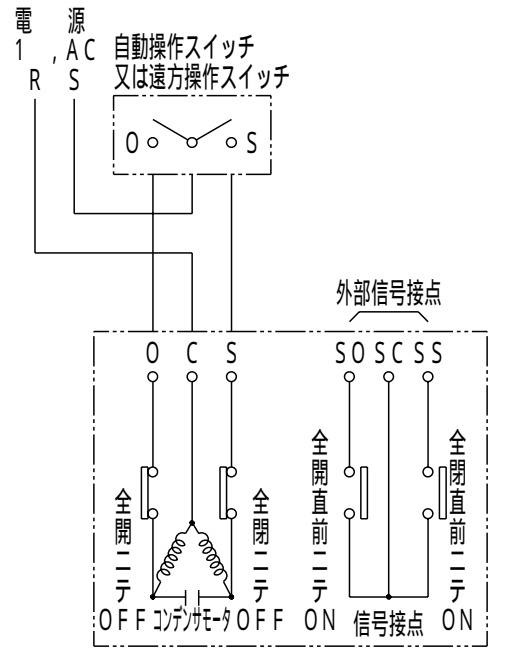 電 源
1 ,AC
R S
自動操作スイッチ
又は遠方操作スイッチ
O S
外部信号接点
O C S
SO SC SS
全開ニテ
OFF
コンデンサモータ
全閉ニテ
OFF
全開直前ニテ
ON
信号接点
全閉直前ニテ
ON